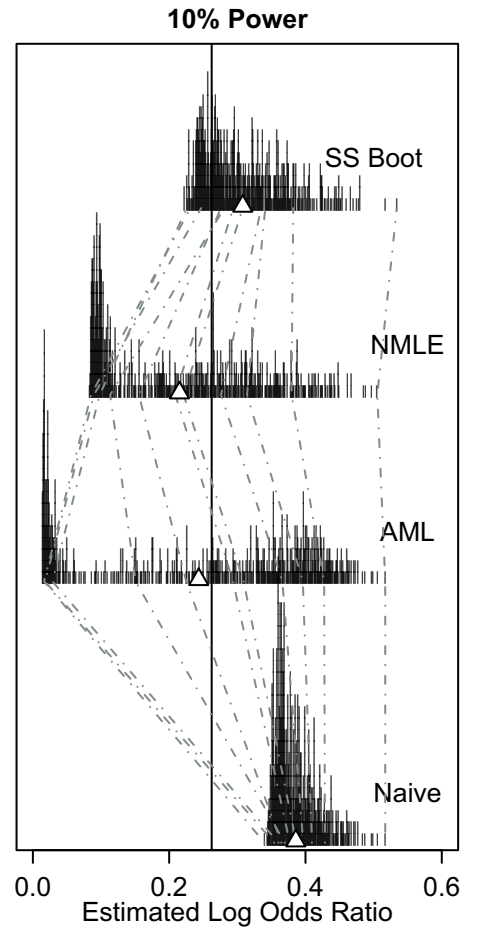 10% Power
SS Boot
NMLE
AML
Naive
0.0 0.2 0.4 0.6
Estimated Log Odds Ratio